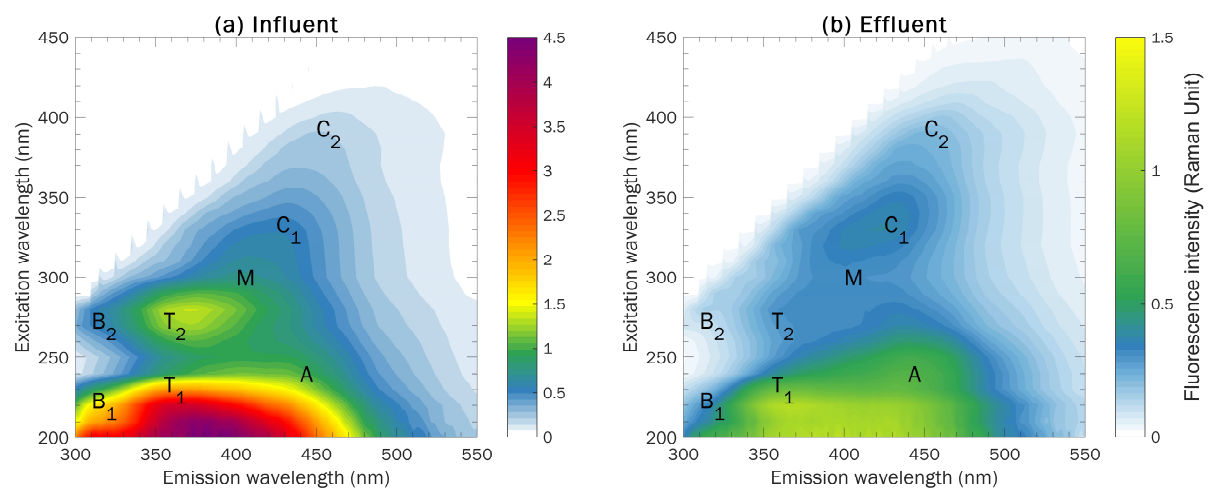 (a) Influent
(b) Effluent
450
400
350
300
250
200
300
350
400
450
500
550
Excitation wavelength (nm)
Emission wavelength (nm)
C2
C1
M
B2
T2
A
T1
B1
4.5
4
3.5
3
2.5
2
1.5
1
0.5
0
450
400
350
300
250
200
300
350
400
450
500
550
Excitation wavelength (nm)
Emission wavelength (nm)
C2
C1
M
B2
T2
A
T1
B1
1.5
1
0.5
0
Fluorescence intensity (Raman Unit)